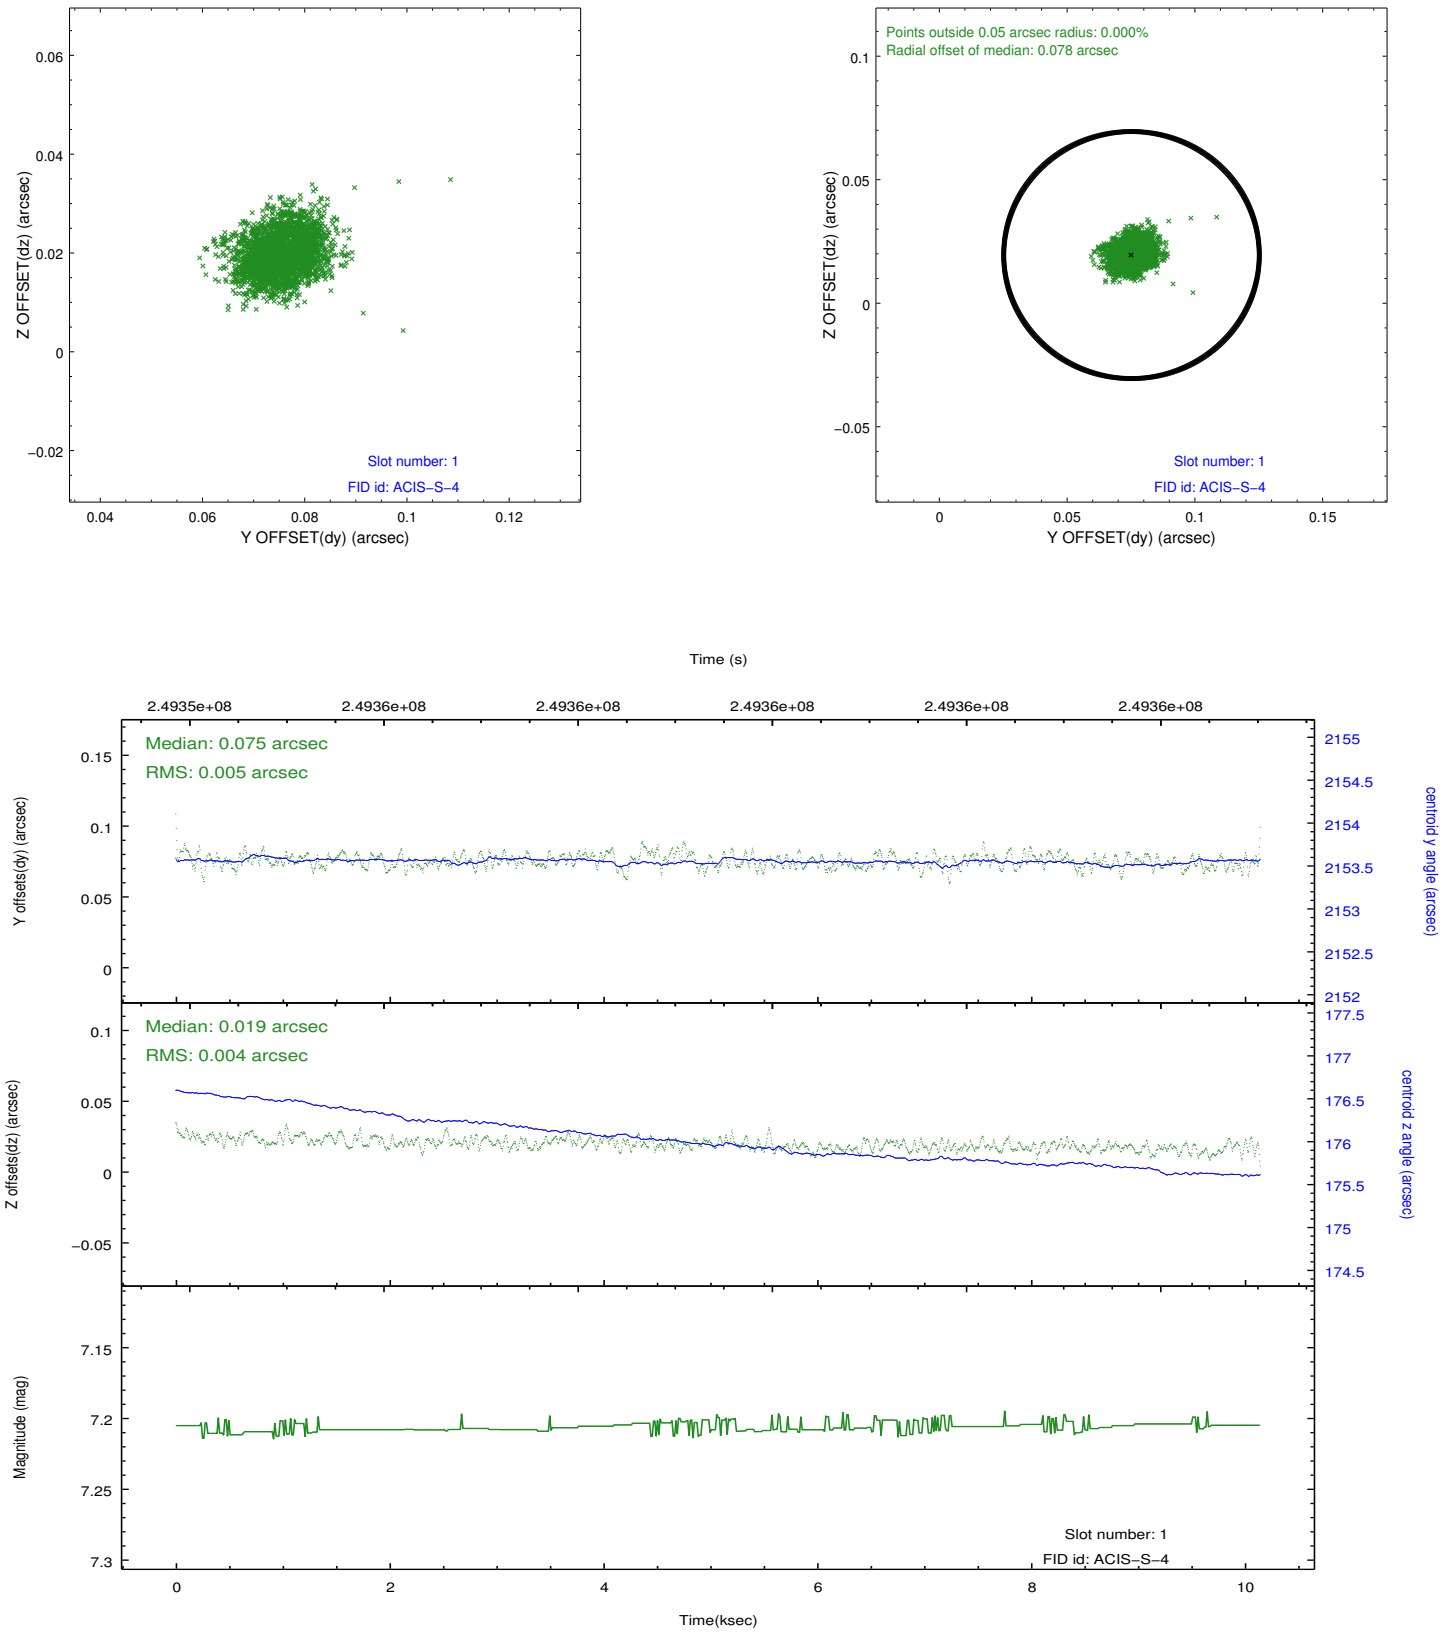 0.06
0.04
0.02
0
−0.02
Z OFFSET(dz) (arcsec)
Slot number: 1
FID id: ACIS−S−4
0.04
0.06
0.08
0.1
0.12
Y OFFSET(dy) (arcsec)
Points outside 0.05 arcsec radius: 0.000%
Radial offset of median: 0.078 arcsec
0.1
0.05
0
−0.05
Z OFFSET(dz) (arcsec)
Slot number: 1
FID id: ACIS−S−4
0
0.05
0.1
0.15
Y OFFSET(dy) (arcsec)
Time (s)
2.4935e+08
2.4936e+08
2.4936e+08
2.4936e+08
2.4936e+08
2.4936e+08
Median: 0.075 arcsec
RMS: 0.005 arcsec
0.15
0.1
0.05
0
Y offsets(dy) (arcsec)
2155
2154.5
2154
2153.5
2153
2152.5
2152
centroid y angle (arcsec)
Median: 0.019 arcsec
RMS: 0.004 arcsec
0.1
0.05
0
−0.05
Z offsets(dz) (arcsec)
177.5
177
176.5
176
175.5
175
174.5
centroid z angle (arcsec)
7.15
7.2
7.25
7.3
Magnitude (mag)
Slot number: 1
FID id: ACIS−S−4
0
2
4
6
8
10
Time(ksec)